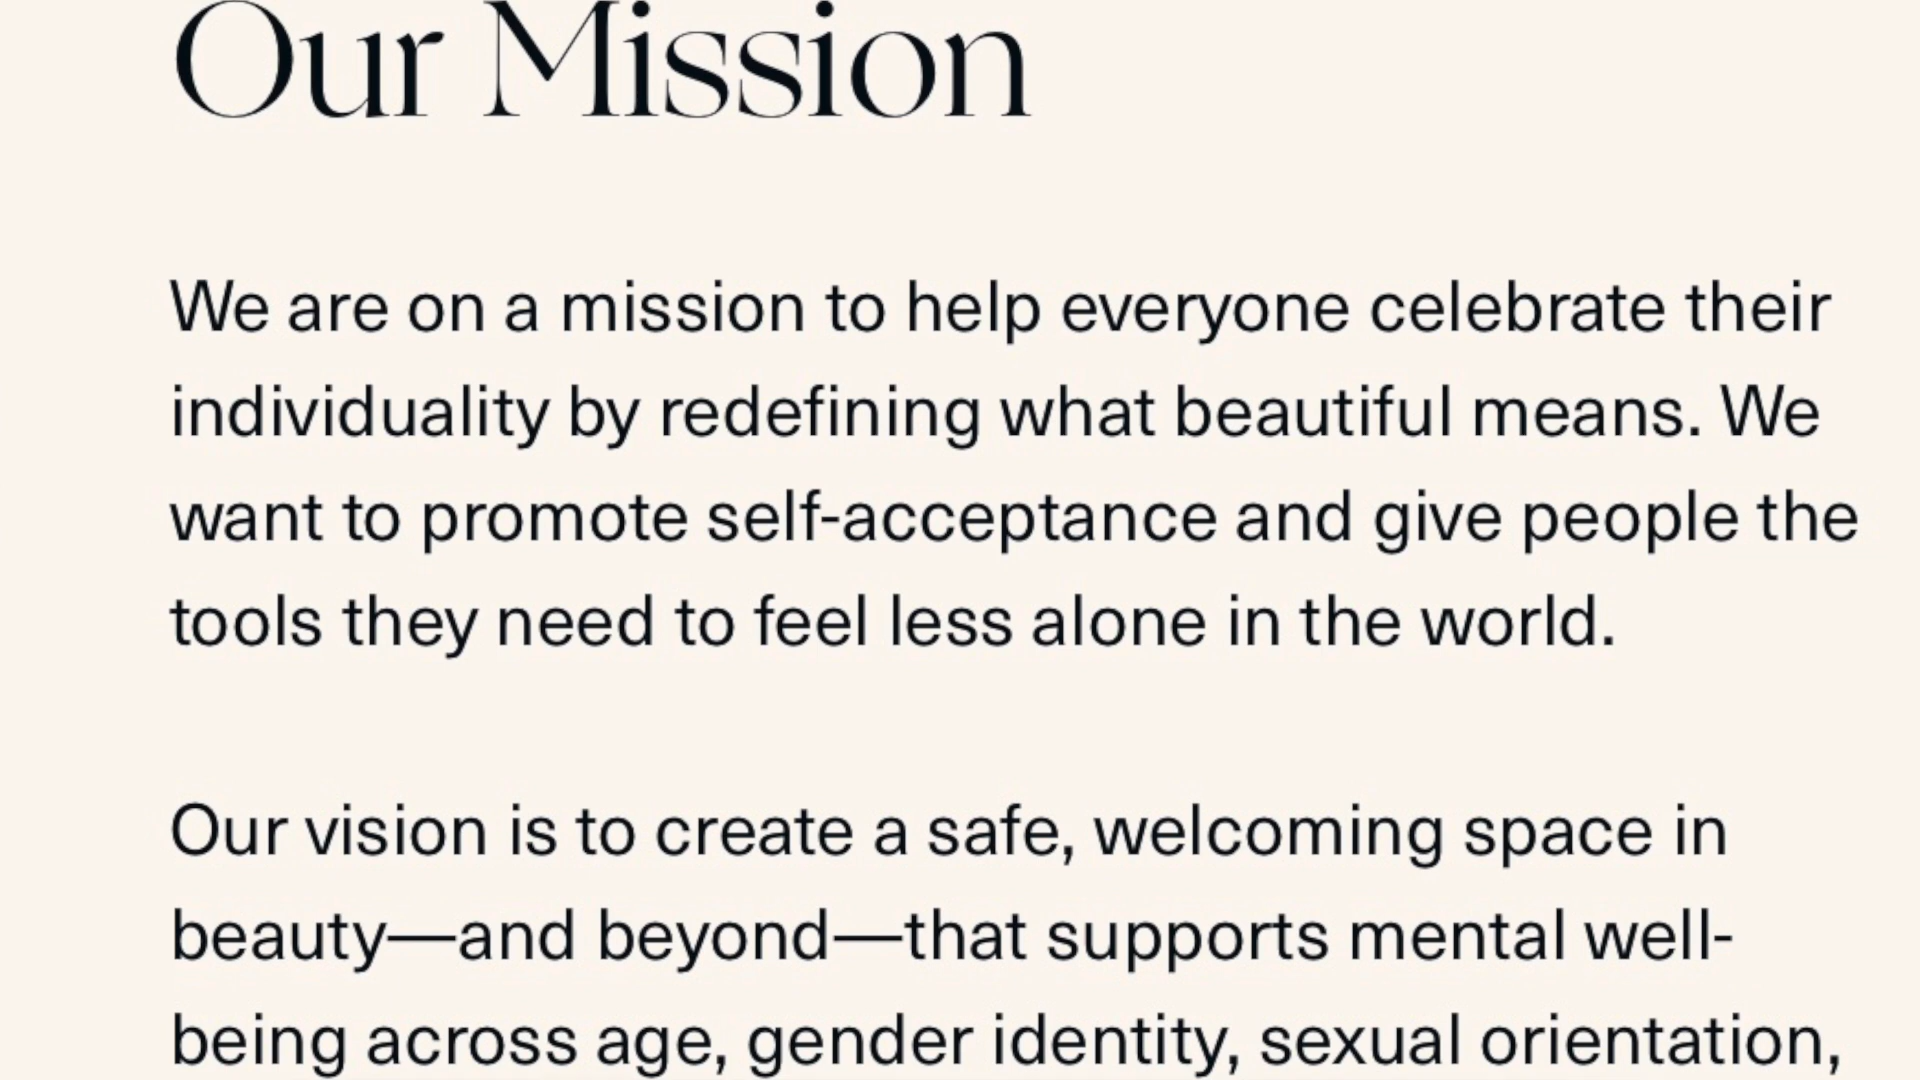 Our Mission
We are on a mission to help everyone celebrate their
individuality by redefining what beautiful means. We
want to promote self-acceptance and give people the
tools they need to feel less alone in the world.
Our vision is to create a safe, welcoming space in
beauty—and beyond—that supports mental well-
being across age, gender identity, sexual orientation,